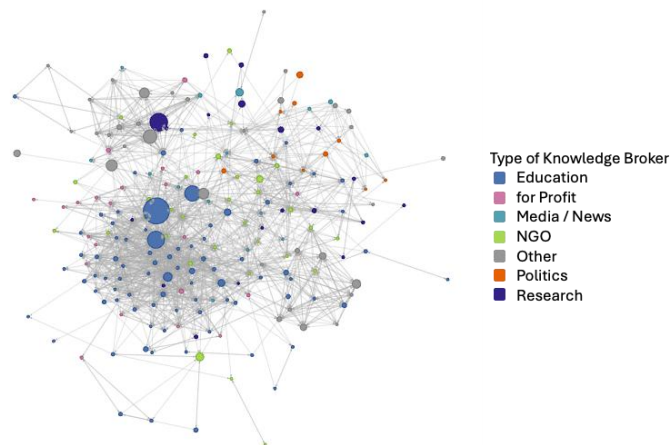 Type of Knowledge Broker
Education
for Profit
Media / News
NGO
Other
Politics
Research